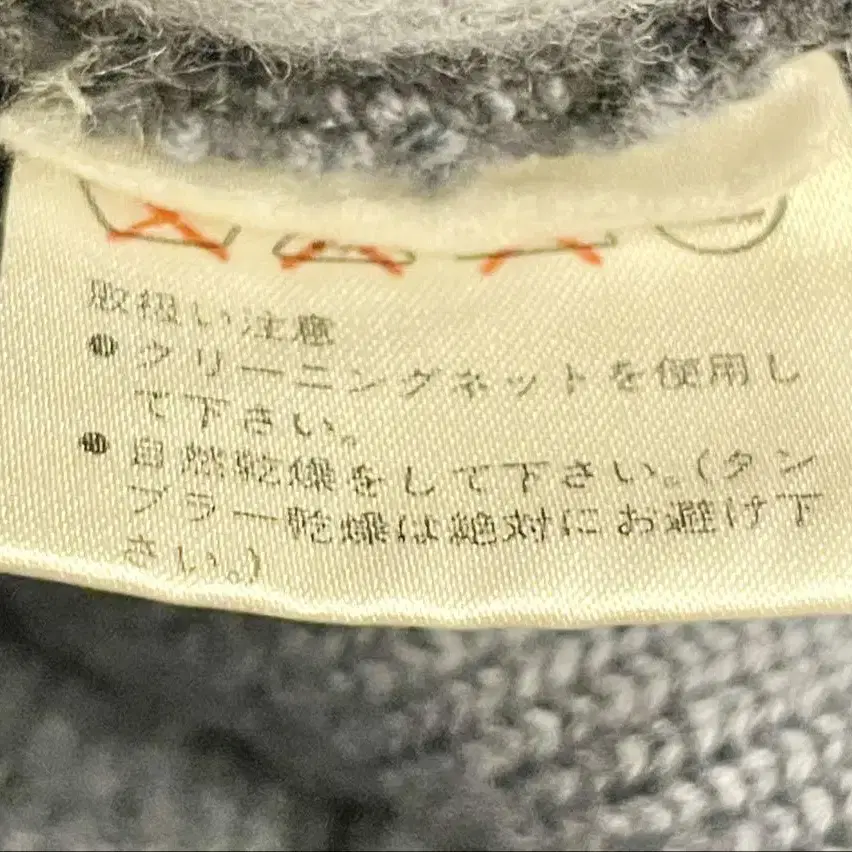 取扱い注意
● クリーニングネットを使用し
て下さい。
● 自然乾燥をして下さい。(タン
ブラー乾燥は絶対にお避け下
さい。)